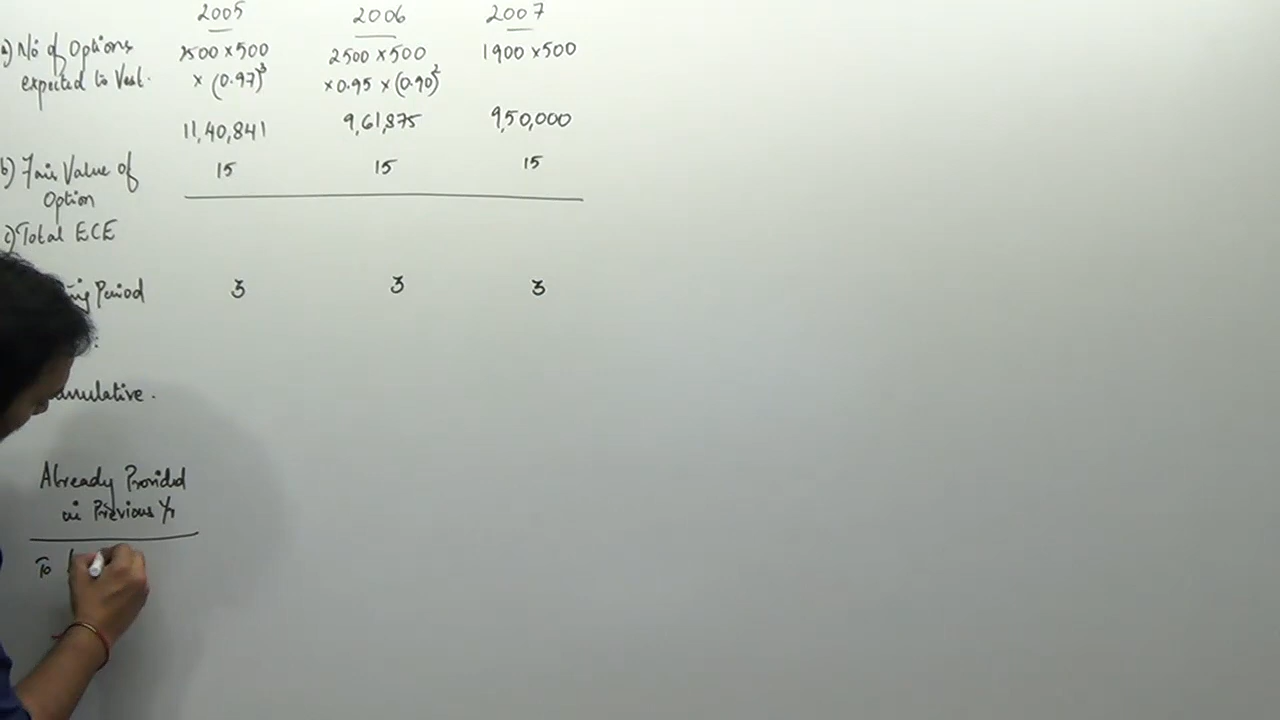 2005 2006 2007
a) No of Options 2500 x 500 2500 x 500 1900 x 500
expected to Vest. x (0.97)³ x 0.95 x (0.90)²
11,40,841 9,61,875 9,50,000
b) Fair Value of 15 15 15
Option
c) Total ECE
Period 3 3 3
Already Provided
in Previous Yr
To